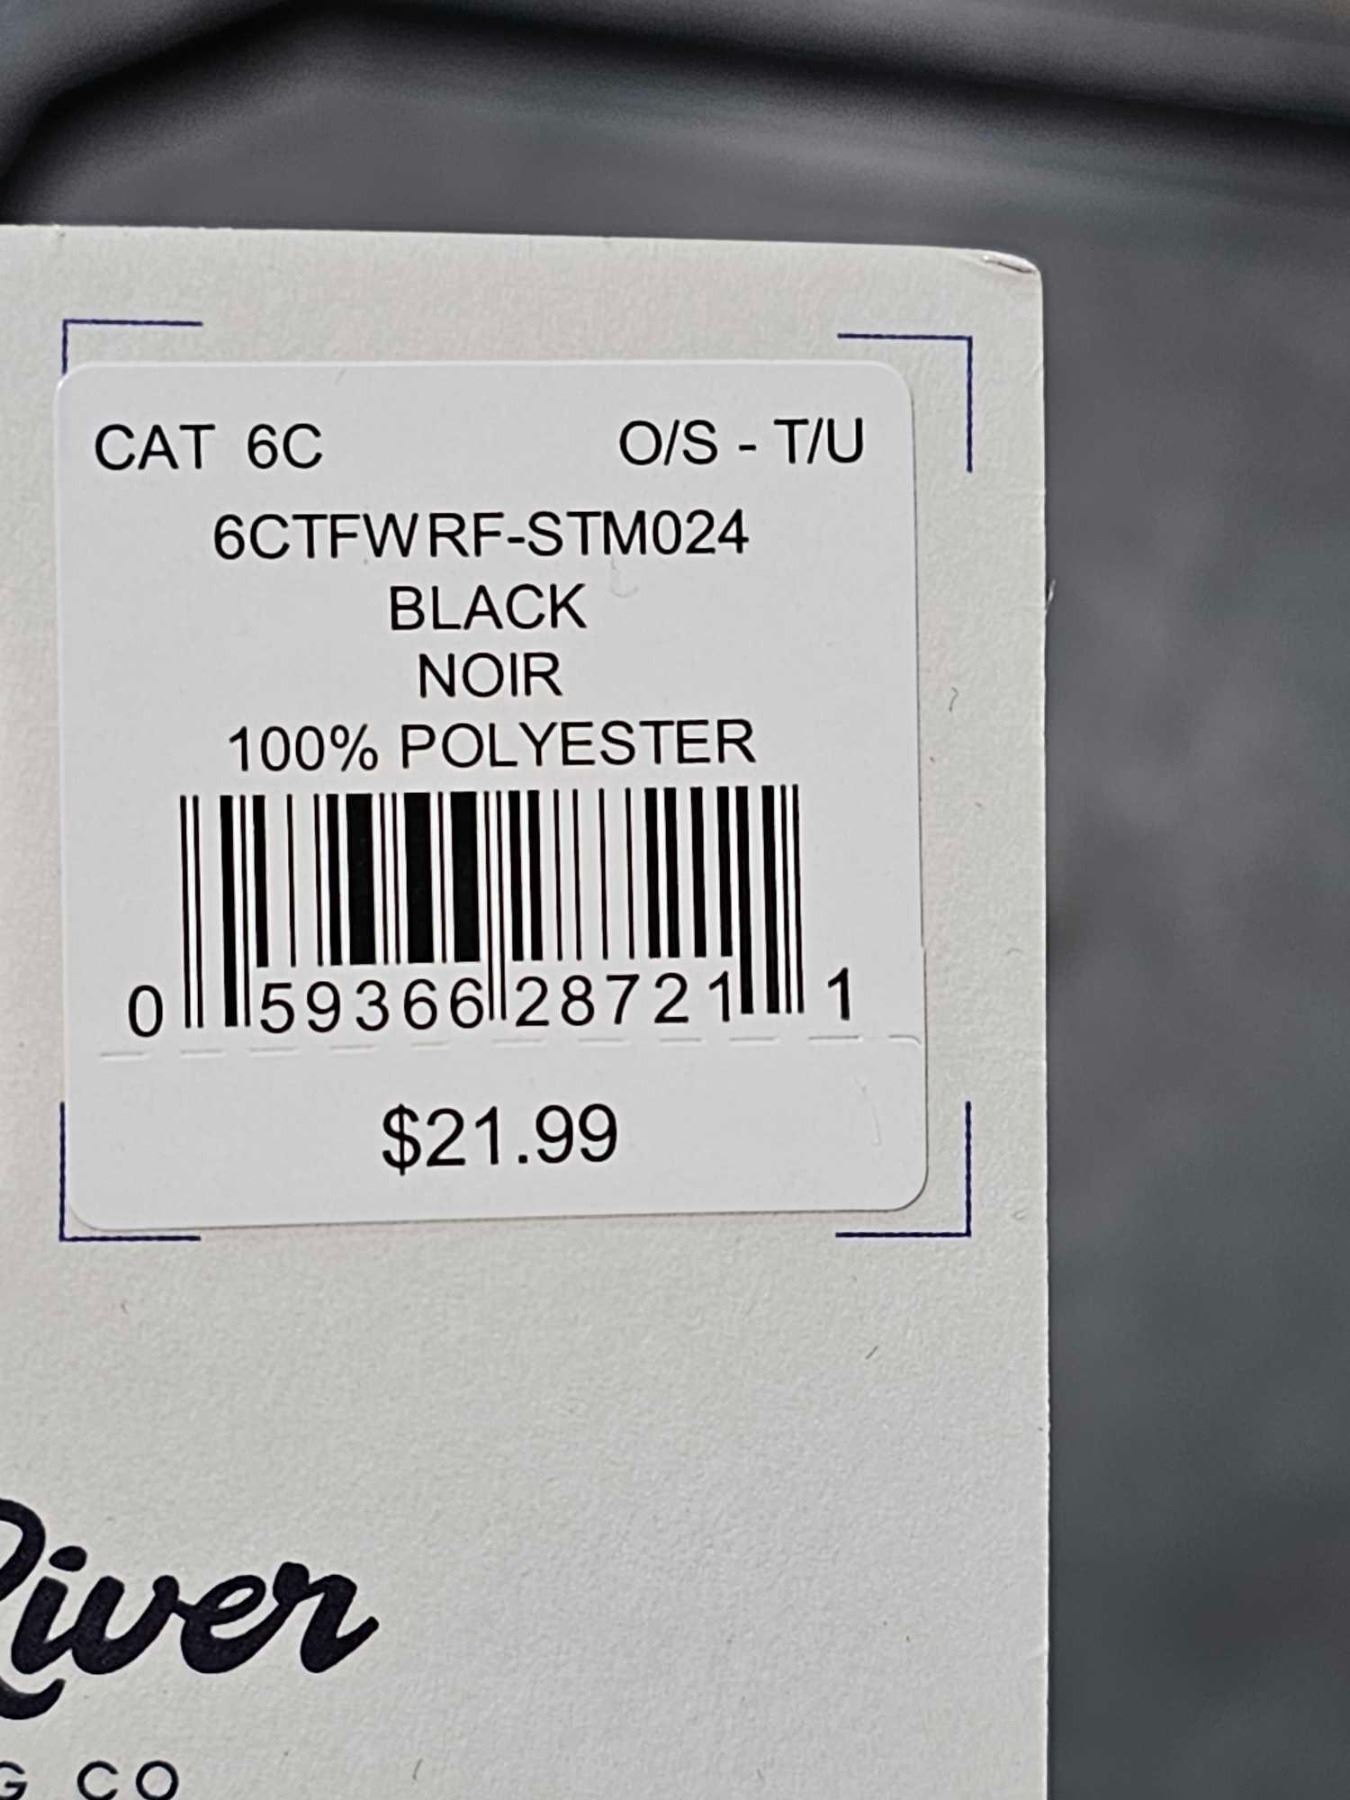 CAT 6C O/S - T/U
6CTFWRF-STM024
BLACK
NOIR
100% POLYESTER
0 59366 28721 1
$21.99
River
G CO